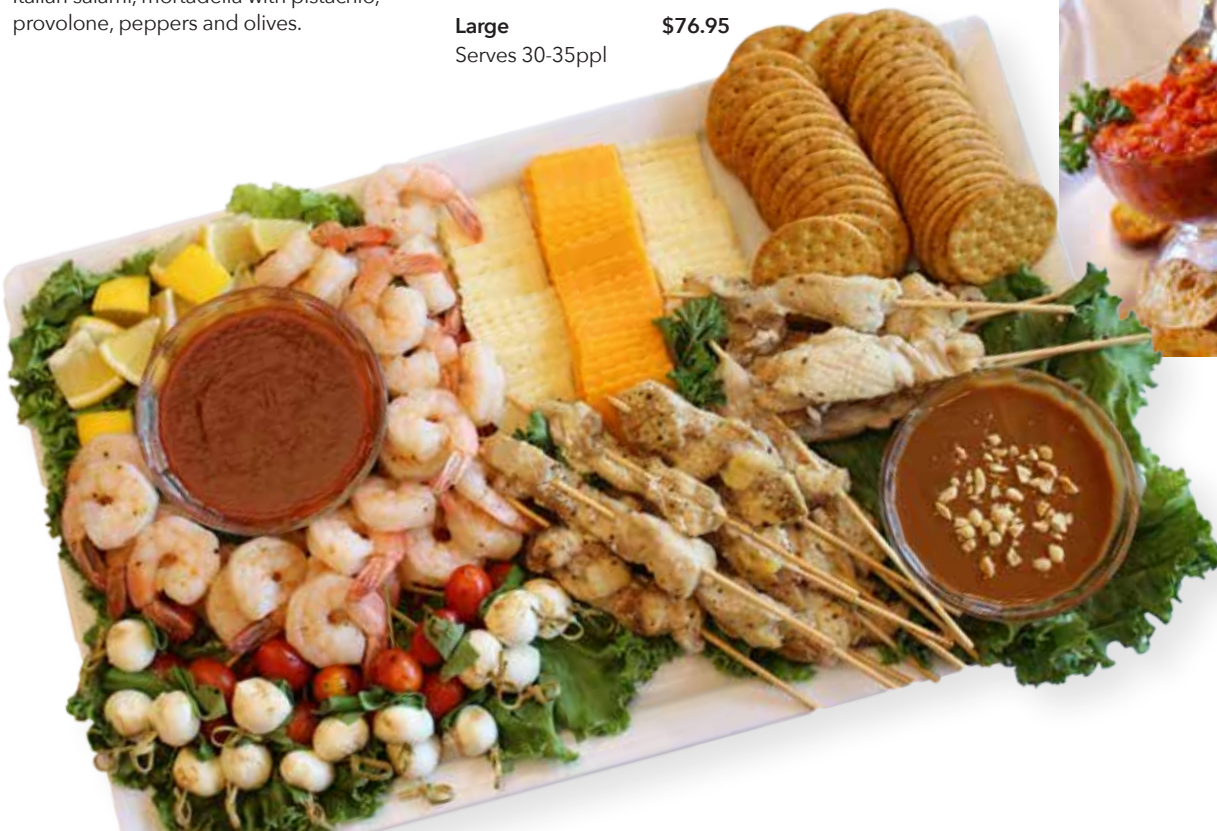 Italian salami, mortadella with pistachio,
provolone, peppers and olives.
Large $76.95
Serves 30-35ppl